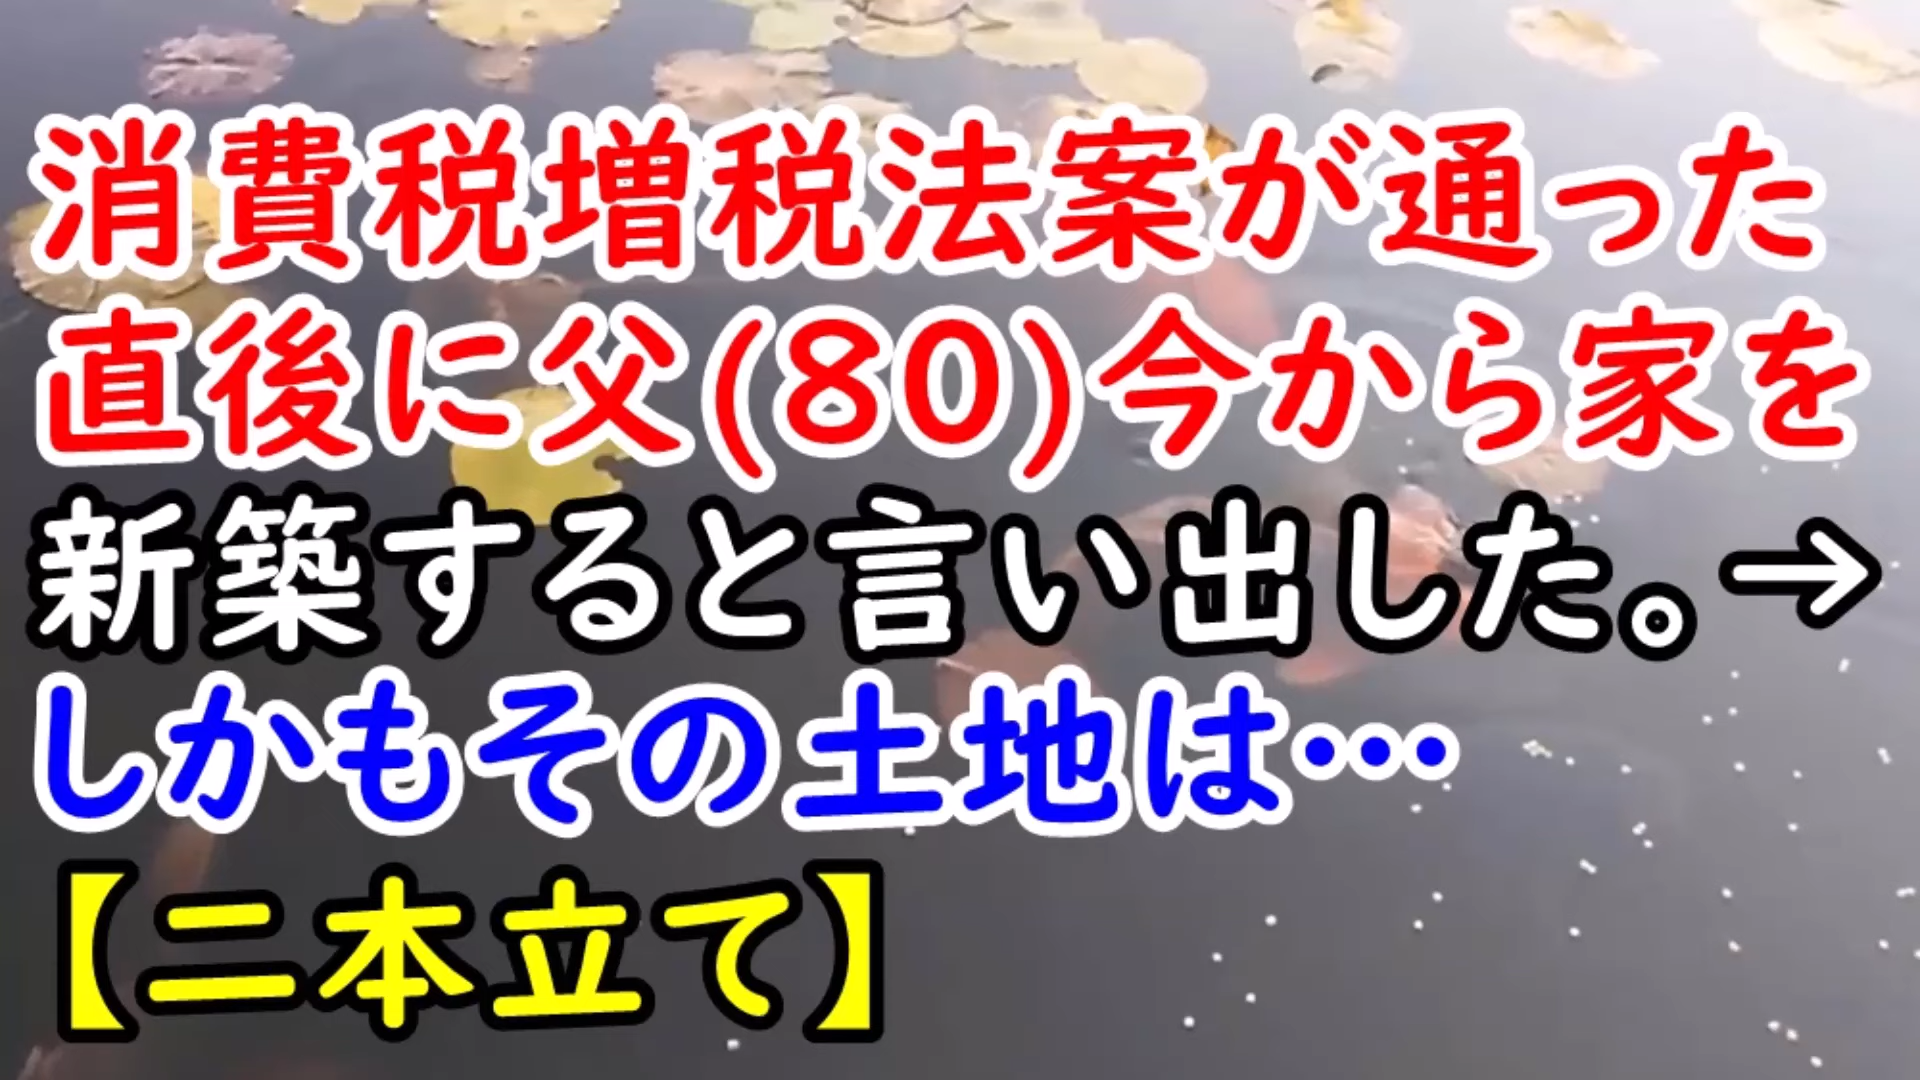 消費税増税法案が通った
直後に父(80)今から家を
新築すると言い出した。→
しかもその土地は…
【二本立て】